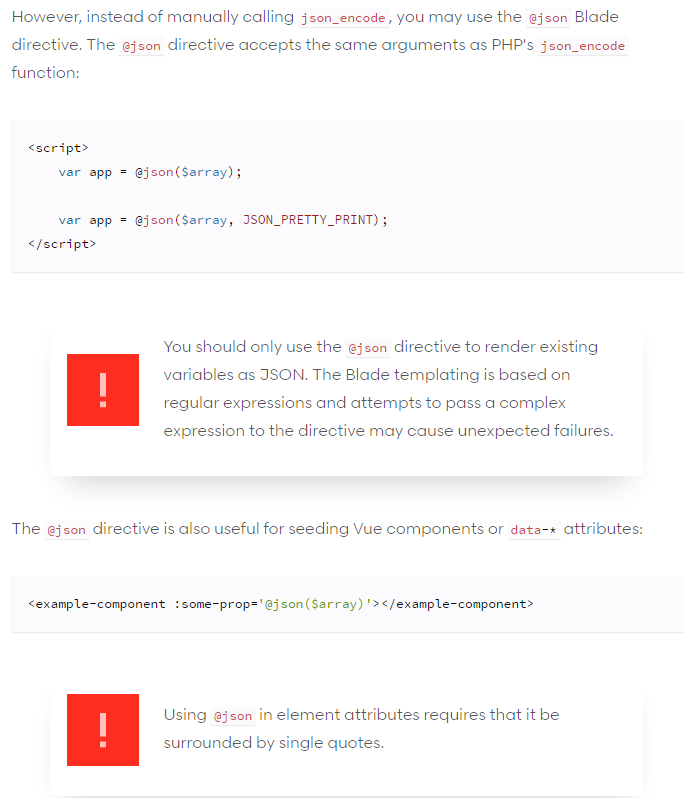 However, instead of manually calling json_encode, you may use the @json Blade
directive. The @json directive accepts the same arguments as PHP's json_encode
function:
<script>
    var app = @json($array);
    var app = @json($array, JSON_PRETTY_PRINT);
</script>
You should only use the @json directive to render existing
variables as JSON. The Blade templating is based on
regular expressions and attempts to pass a complex
expression to the directive may cause unexpected failures.
The @json directive is also useful for seeding Vue components or data-* attributes:
<example-component :some-prop='@json($array)'></example-component>
Using @json in element attributes requires that it be
surrounded by single quotes.